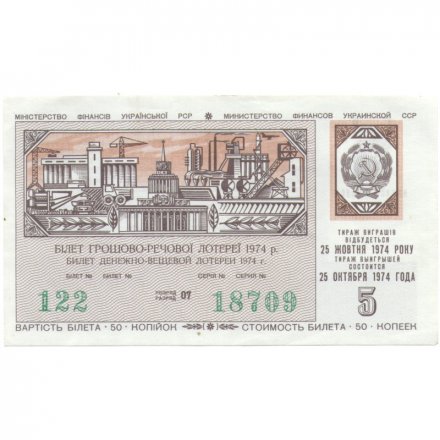 МІНІСТЕРСТВО ФІНАНСІВ УКРАЇНСЬКОЇ РСР МИНИСТЕРСТВО ФИНАНСОВ УКРАИНСКОЙ ССР
БІЛЕТ ГРОШОВО-РЕЧОВОЇ ЛОТЕРЕЇ 1974 р.
БИЛЕТ ДЕНЕЖНО-ВЕЩЕВОЙ ЛОТЕРЕИ 1974 г.
БІЛЕТ № БИЛЕТ № СЕРІЯ № СЕРИЯ №
122 РОЗРЯД РАЗРЯД 07 18709
ТИРАЖ ВИГРАШІВ
ВІДБУДЕТЬСЯ
25 ЖОВТНЯ 1974 РОКУ
ТИРАЖ ВЫИГРЫШЕЙ
СОСТОИТСЯ
25 ОКТЯБРЯ 1974 ГОДА
5
ВАРТІСТЬ БІЛЕТА · 50 · КОПІЙОК СТОИМОСТЬ БИЛЕТА · 50 · КОПЕЕК